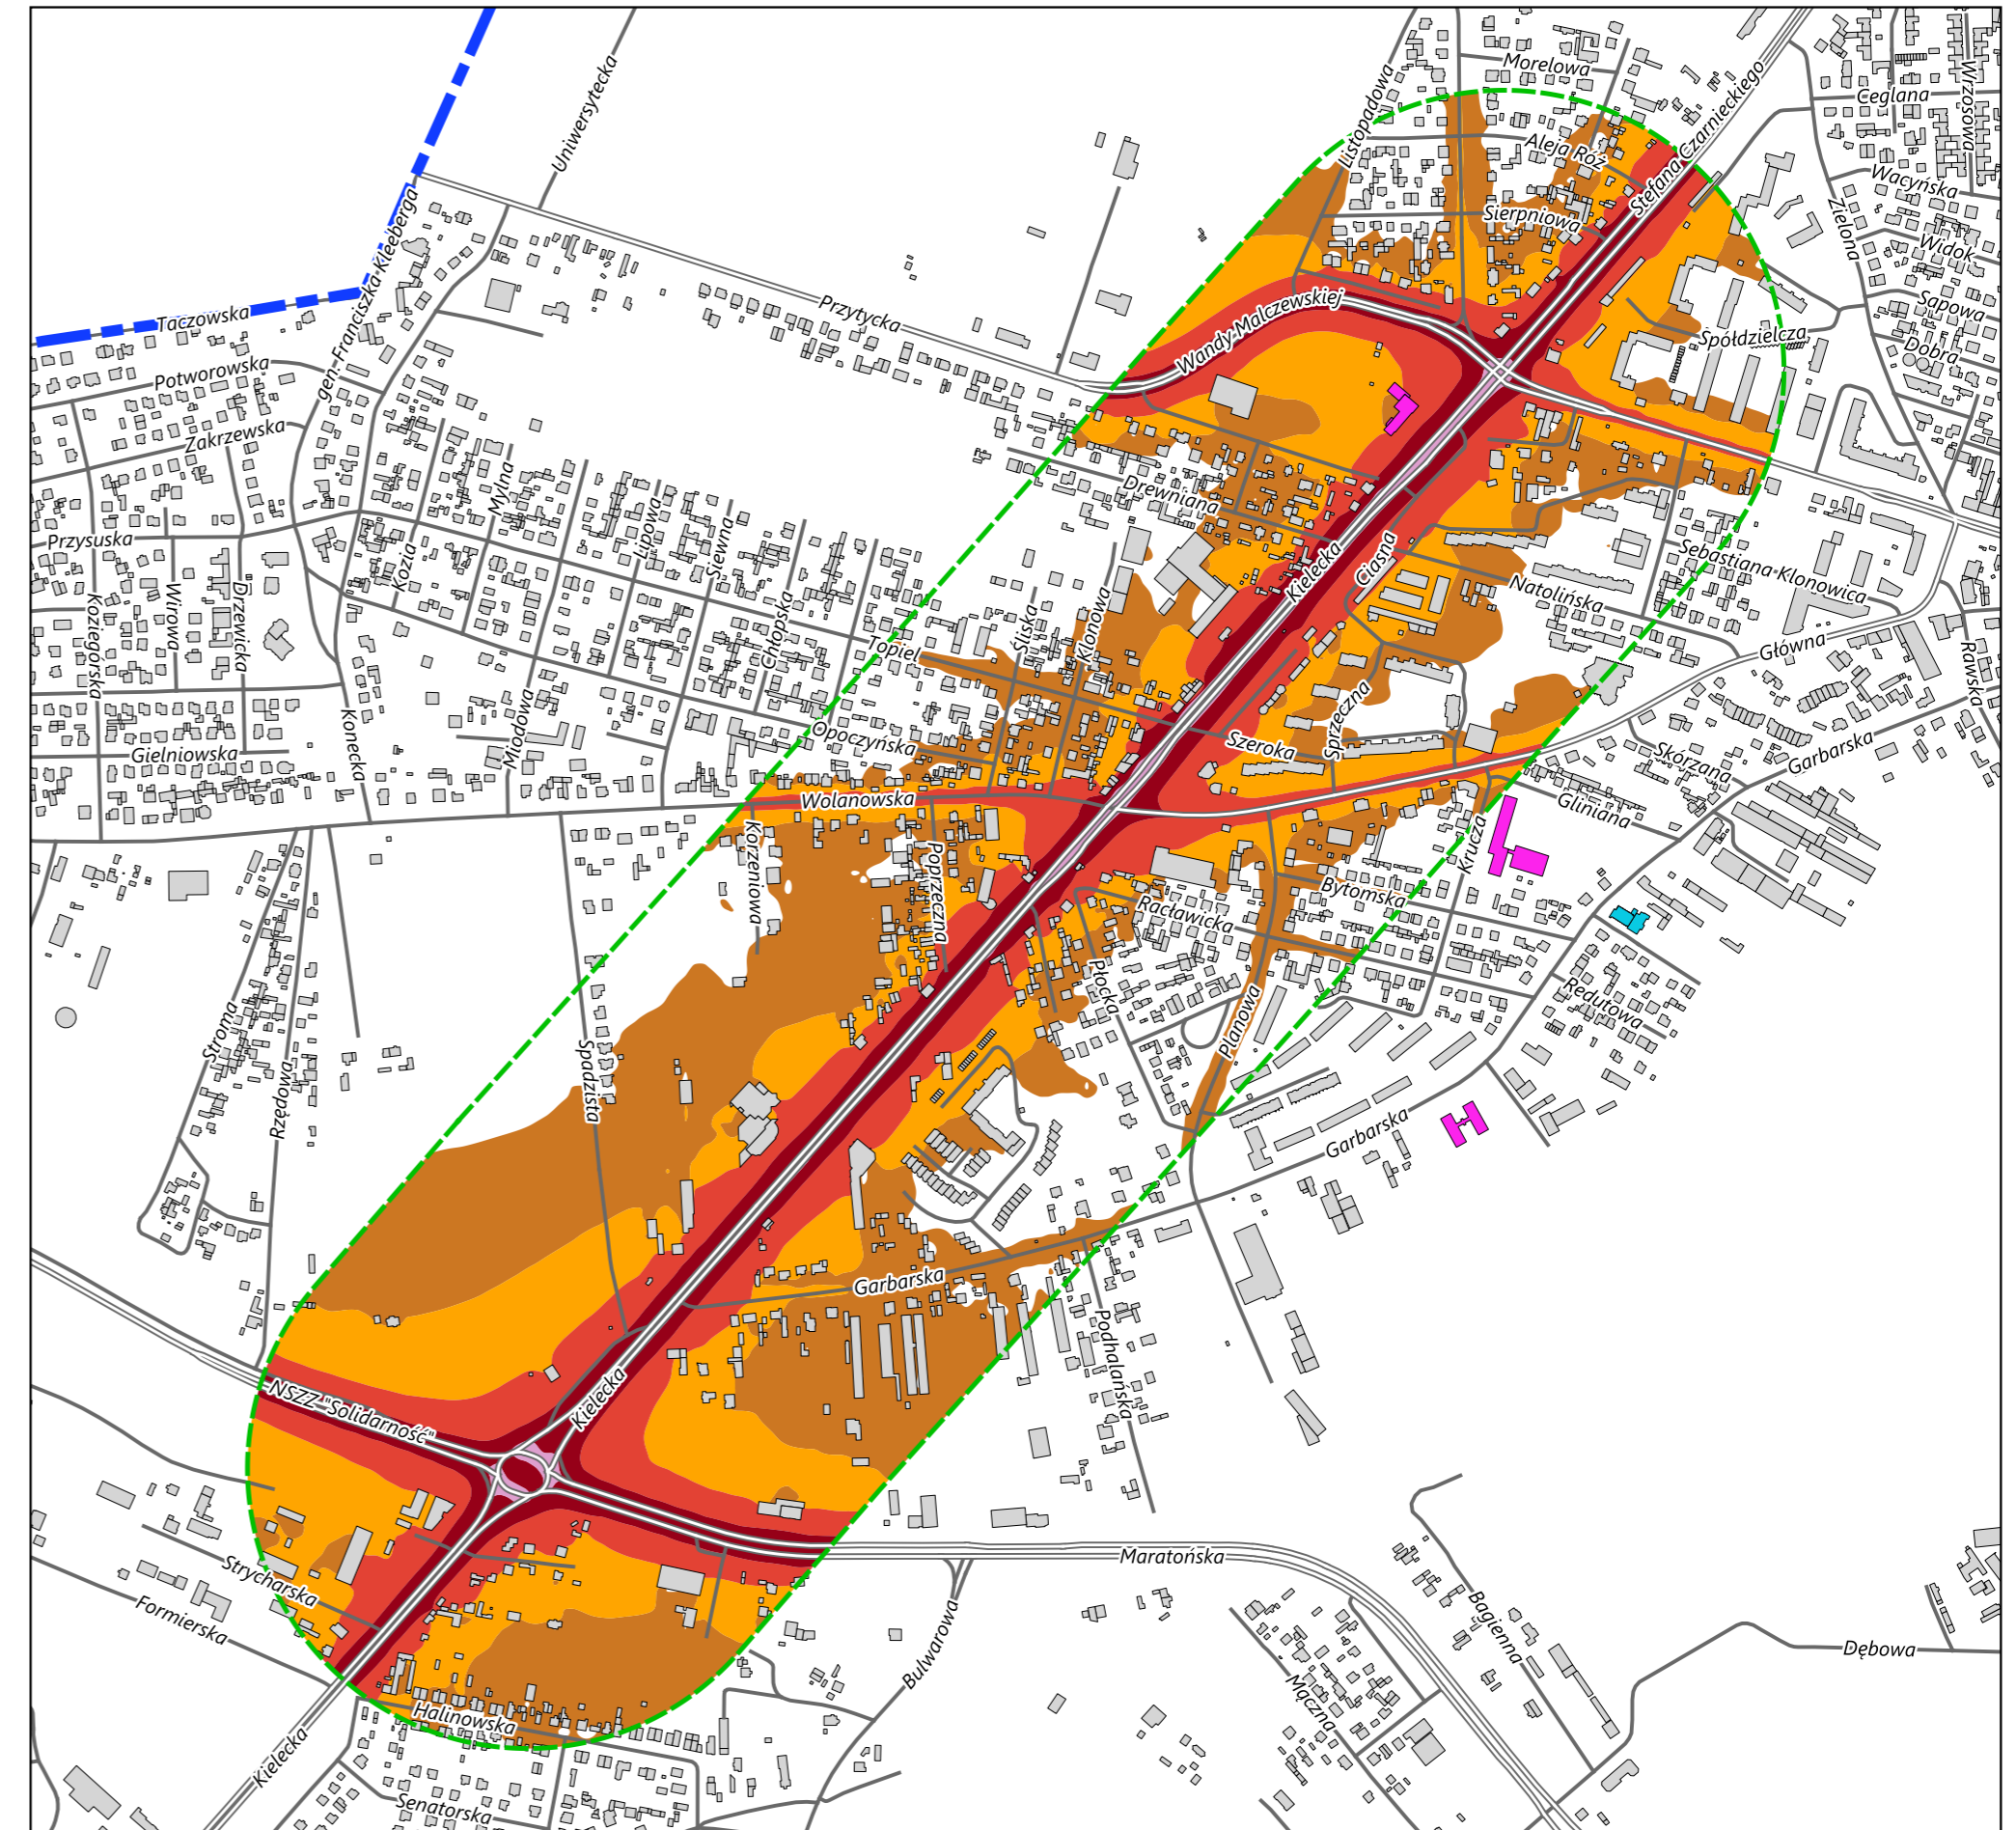 Morelowa
Ceglana
Wrzosowa
Uniwersytecka
Listopadowa
Aleja Róż
Stefana Czarnieckiego
Wacyńska
Sierpniowa
Zielona
Widok
gen. Franciszka Kleeberga
Taczowska
Przytycka
Wandy Malczewskiej
Sapowa
Spółdzielcza
Dobra
Potworowska
Zakrzewska
Mylna
Drewniana
Przysuska
Lipowa
Siewna
Kozia
Kielecka
Ciasna
Sebastiana Klonowica
Natolińska
Koziegórska
Wirowa
Drzewicka
Chłopska
Topiel
Śliska
Klonowa
Główna
Rawska
Konecka
Miodowa
Opoczyńska
Szeroka
Sprzeczna
Skórzana
Garbarska
Gielniowska
Wolanowska
Gliniana
Korzeniowa
Poprzeczna
Krucza
Bytomska
Racławicka
Płocka
Redutowa
Stroma
Rzędowa
Spadzista
Planowa
Garbarska
Garbarska
Podhalańska
NSZZ "Solidarność"
Kielecka
Strycharska
Formierska
Maratońska
Bulwarowa
Bagienna
Dębowa
Mączna
Halinowska
Kielecka
Senatorska